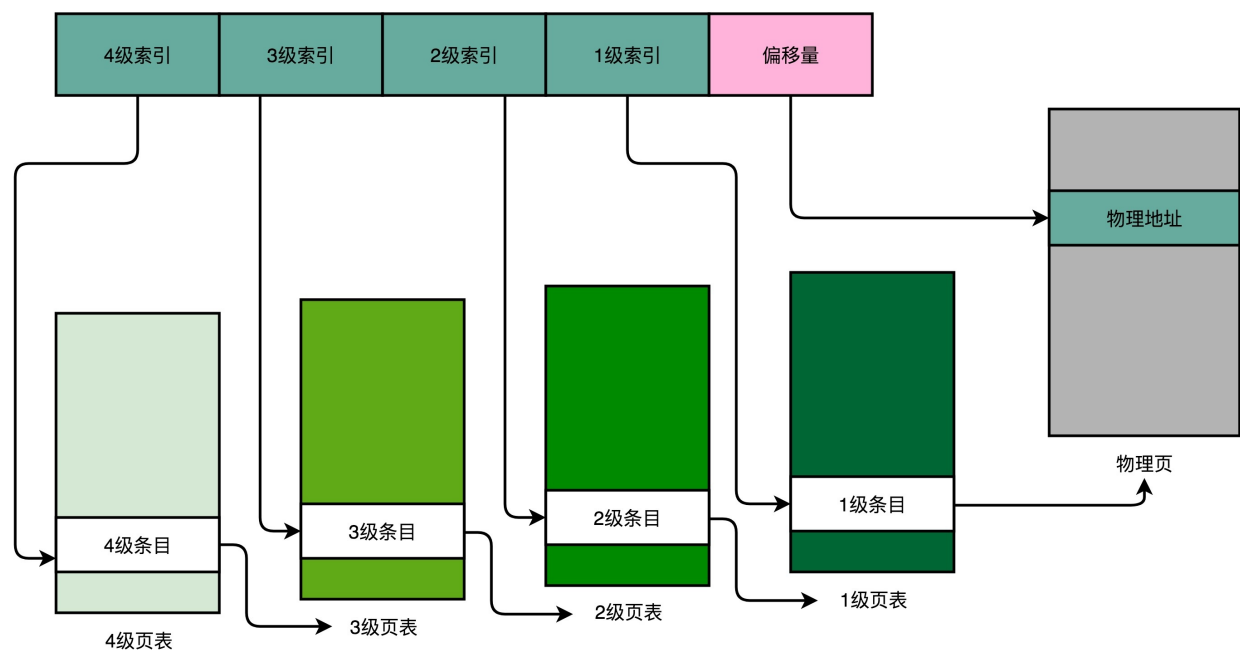 4级索引
3级索引
2级索引
1级索引
偏移量
物理地址
物理页
4级条目
3级条目
2级条目
1级条目
4级页表
3级页表
2级页表
1级页表